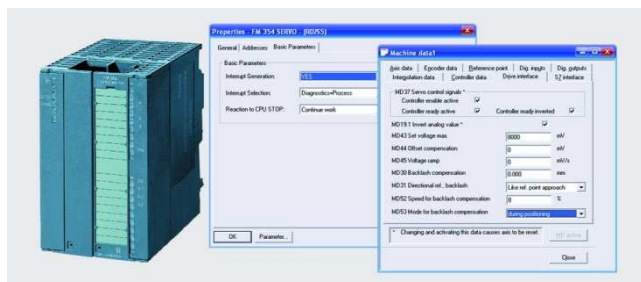 Properties - FM 354 SERVO - (R0/S5)
General
Addresses
Basic Parameters
Basic Parameters
Interrupt Generation:
YES
Interrupt Selection:
Diagnostics+Process
Reaction to CPU STOP:
Continue work
OK
Parameter...
Machine data1
Axis data
Encoder data
Reference point
Dig. inputs
Dig. outputs
Interpolation data
Controller data
Drive interface
SZ interface
MD37 Servo control signals *
Controller enable active
Controller ready active
Controller ready inverted
MD19.1 Invert analog value *
MD43 Set voltage max.
8000
mV
MD44 Offset compensation
0
mV
MD45 Voltage ramp
0
mV/s
MD30 Backlash compensation
0.000
mm
MD31 Directional ref., backlash
Like ref. point approach
MD52 Speed for backlash compensation
0
%
MD53 Mode for backlash compensation
during positioning
* Changing and activating this data causes axis to be reset.
Close